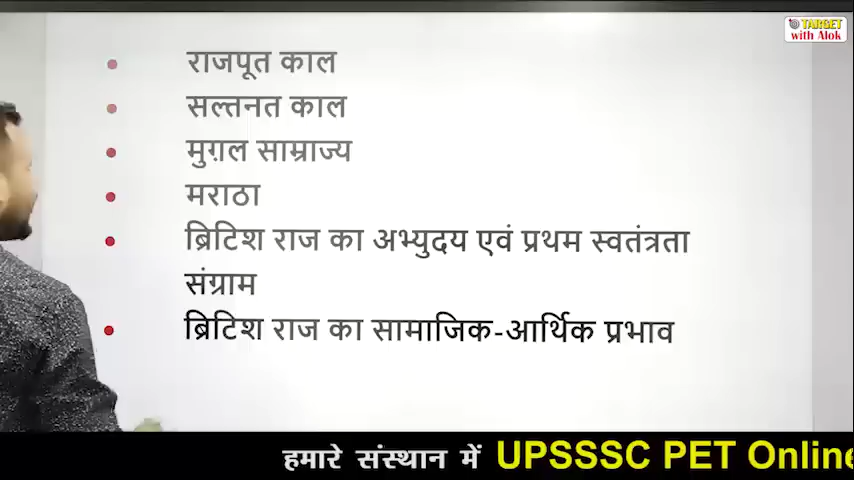 TARGET
with Alok
राजपूत काल
सल्तनत काल
मुग़ल साम्राज्य
मराठा
ब्रिटिश राज का अभ्युदय एवं प्रथम स्वतंत्रता
संग्राम
ब्रिटिश राज का सामाजिक-आर्थिक प्रभाव
हमारे संस्थान में UPSSSC PET Online